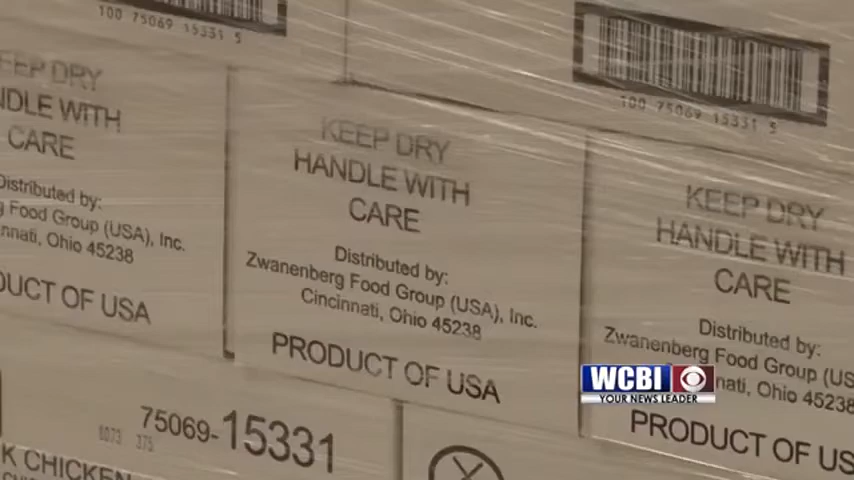 100 75069 15331 5
100 75069 15331 5
KEEP DRY
HANDLE WITH
CARE
Distributed by:
Food Group (USA), Inc.
Ohio 45238
OF USA
KEEP DRY
HANDLE WITH
CARE
Distributed by:
Zwanenberg Food Group (USA), Inc.
Cincinnati, Ohio 45238
PRODUCT OF USA
KEEP DRY
HANDLE WITH
CARE
Distributed by:
Zwanenberg Food Group
Ohio 45238
PRODUCT OF
WCBI
YOUR NEWS LEADER
75069-15331
CHICKEN